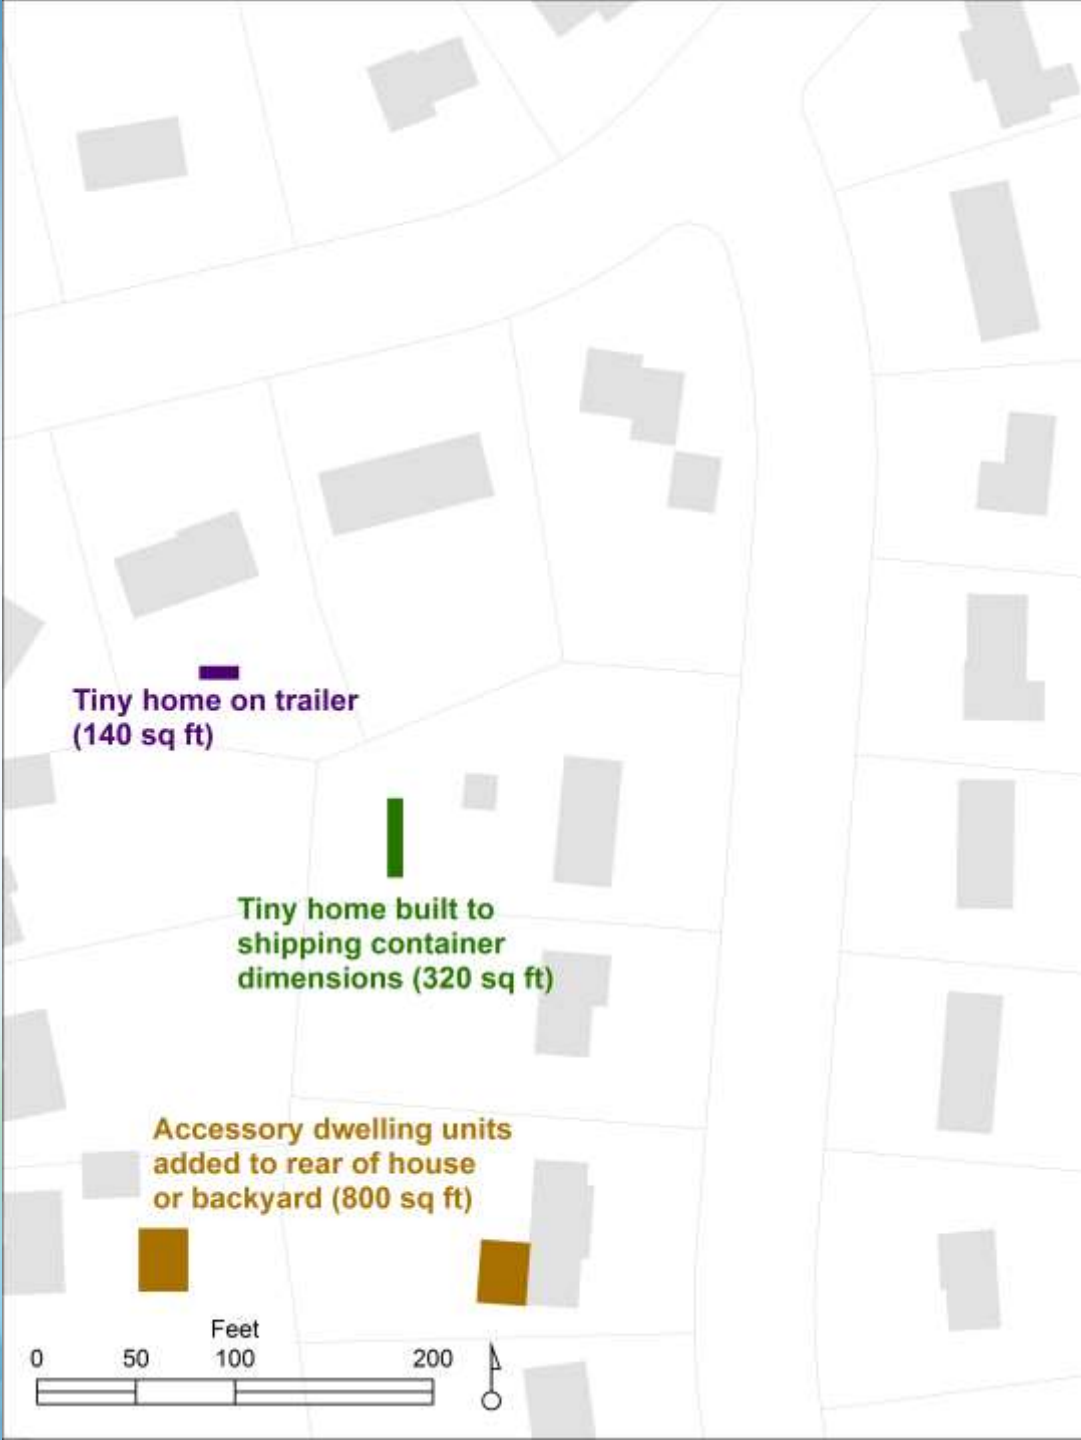 Tiny home on trailer
(140 sq ft)
Tiny home built to
shipping container
dimensions (320 sq ft)
Accessory dwelling units
added to rear of house
or backyard (800 sq ft)
Feet
0 50 100 200